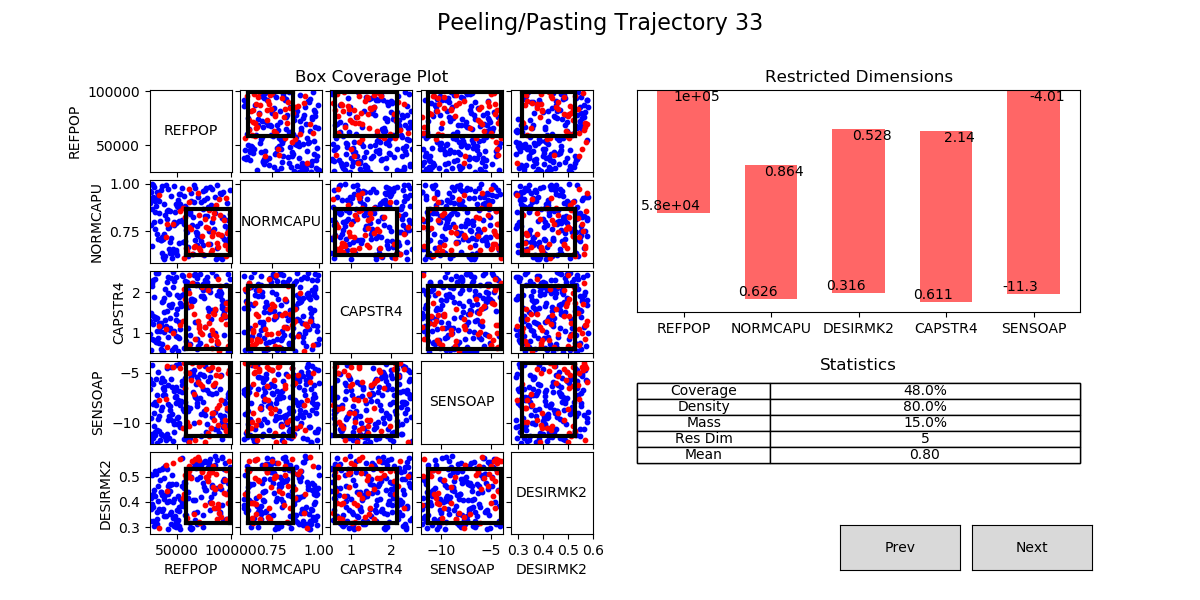 Peeling/Pasting Trajectory 33
Box Coverage Plot
REFPOP
100000
50000
REFPOP
NORMCAPU
1.00
0.75
NORMCAPU
CAPSTR4
2
1
CAPSTR4
SENSOAP
−5
−10
SENSOAP
DESIRMK2
0.5
0.4
0.3
DESIRMK2
50000 100000 0.75 1.00 1 2 −10 −5 0.3 0.4 0.5 0.6
REFPOP NORMCAPU CAPSTR4 SENSOAP DESIRMK2
Restricted Dimensions
1e+05 -4.01
0.528 2.14
0.864
5.8e+04
0.626 0.316 0.611 -11.3
REFPOP NORMCAPU DESIRMK2 CAPSTR4 SENSOAP
Statistics
Coverage 48.0%
Density 80.0%
Mass 15.0%
Res Dim 5
Mean 0.80
Prev Next